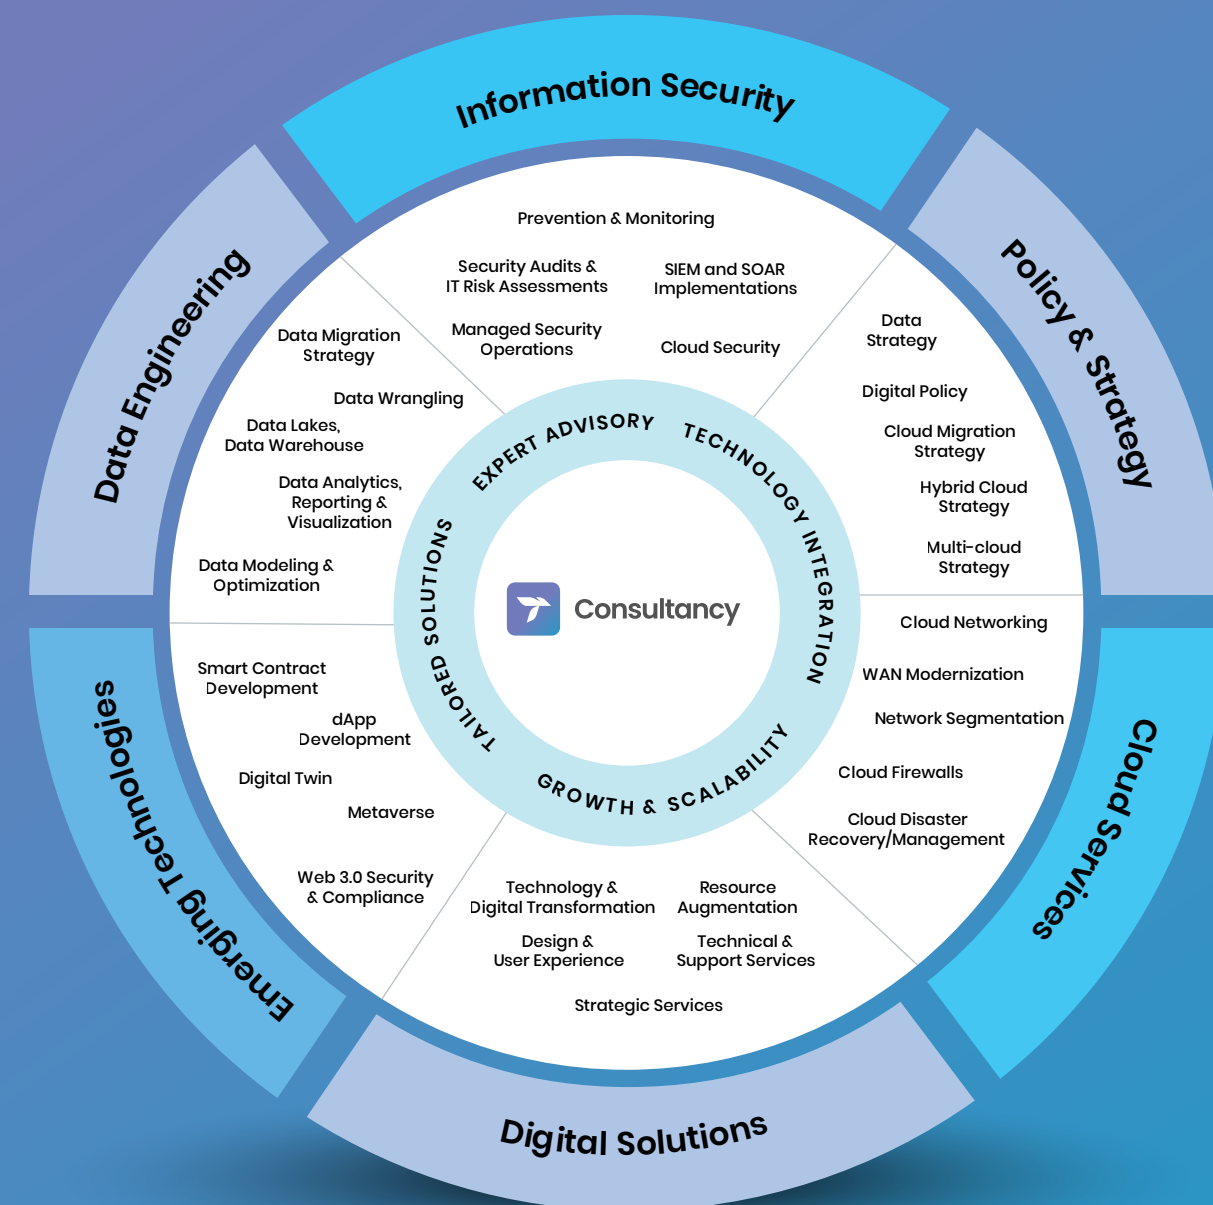 Information Security
Prevention & Monitoring
Security Audits &
IT Risk Assessments
SIEM and SOAR
Implementations
Managed Security
Operations
Cloud Security
Policy & Strategy
Data
Strategy
Digital Policy
Cloud Migration
Strategy
Hybrid Cloud
Strategy
Multi-cloud
Strategy
Cloud Services
Cloud Networking
WAN Modernization
Network Segmentation
Cloud Firewalls
Cloud Disaster
Recovery/Management
Digital Solutions
Technology &
Digital Transformation
Resource
Augmentation
Design &
User Experience
Technical &
Support Services
Strategic Services
Emerging Technologies
Smart Contract
Development
dApp
Development
Digital Twin
Metaverse
Web 3.0 Security
& Compliance
Data Engineering
Data Migration
Strategy
Data Wrangling
Data Lakes,
Data Warehouse
Data Analytics,
Reporting &
Visualization
Data Modeling &
Optimization
EXPERT ADVISORY
TECHNOLOGY INTEGRATION
GROWTH & SCALABILITY
TAILORED SOLUTIONS
Consultancy